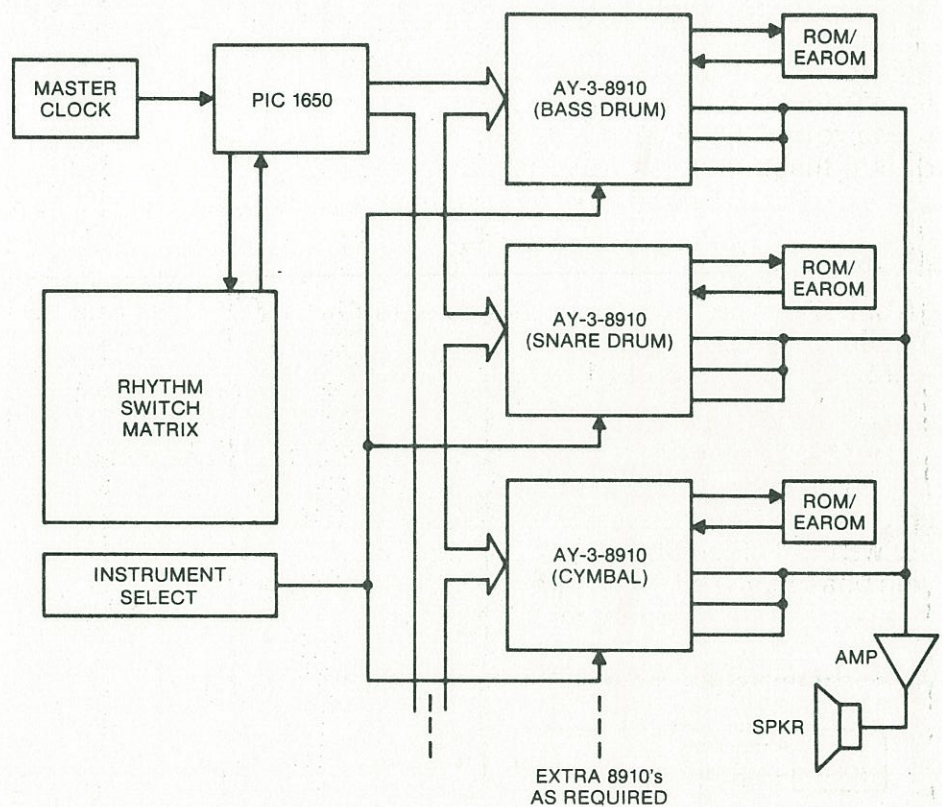 MASTER
CLOCK
PIC 1650
AY-3-8910
(BASS DRUM)
ROM/
EAROM
RHYTHM
SWITCH
MATRIX
AY-3-8910
(SNARE DRUM)
ROM/
EAROM
INSTRUMENT
SELECT
AY-3-8910
(CYMBAL)
ROM/
EAROM
AMP
SPKR
EXTRA 8910's
AS REQUIRED